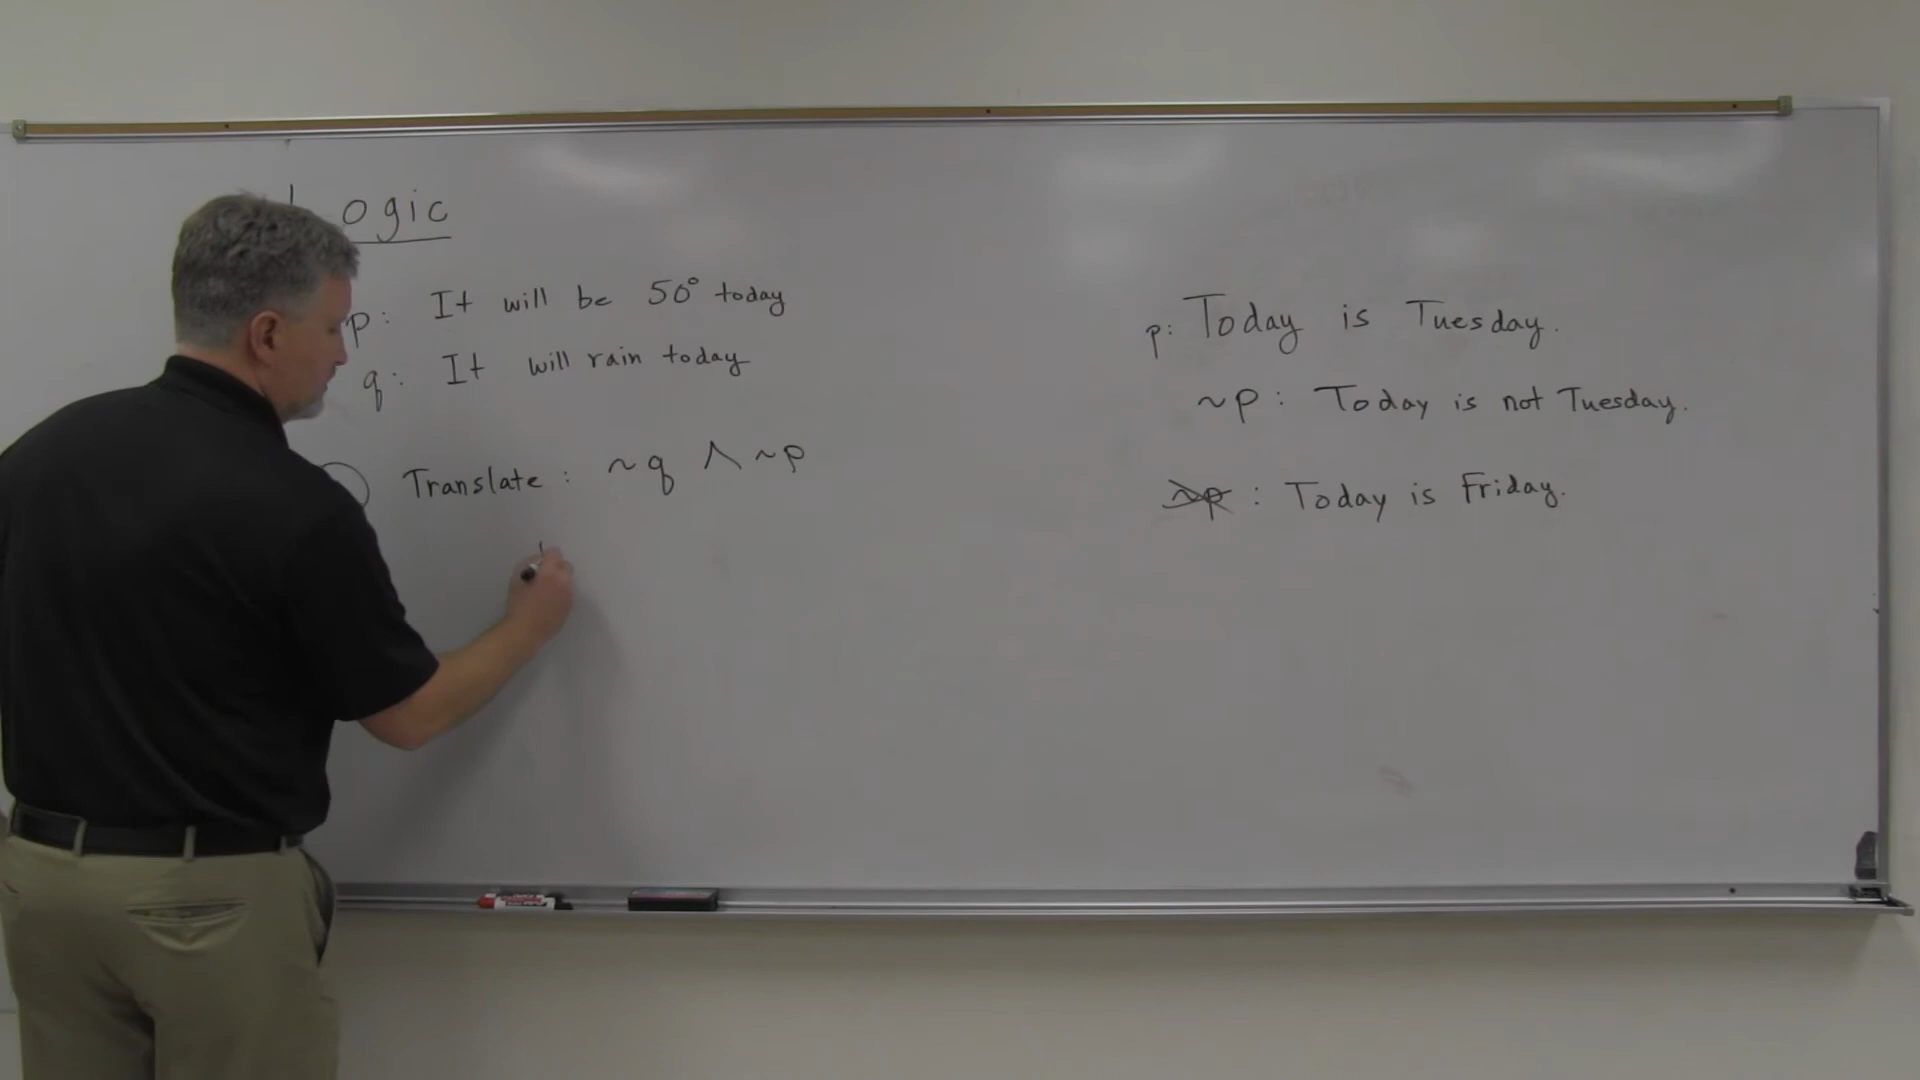 Logic
p: It will be 50° today
q: It will rain today
Translate: ~q ∧ ~p
p: Today is Tuesday.
~p: Today is not Tuesday.
~p: Today is Friday.